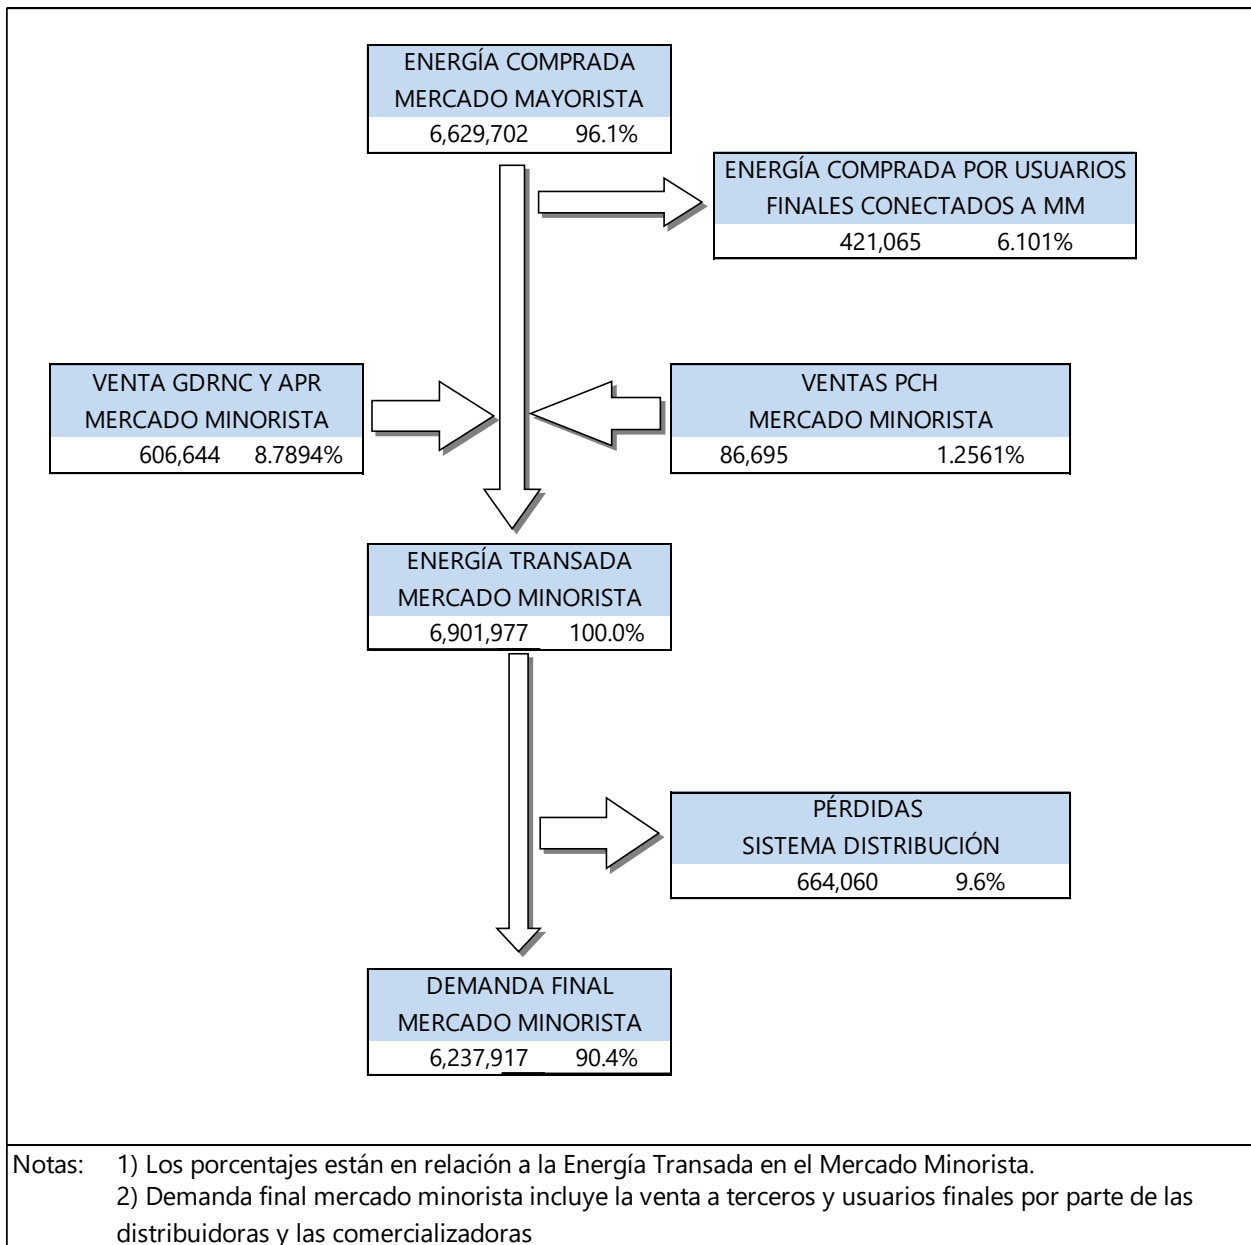 ENERGÍA COMPRADA
MERCADO MAYORISTA
6,629,702 96.1%
ENERGÍA COMPRADA POR USUARIOS
FINALES CONECTADOS A MM
421,065 6.101%
VENTA GDRNC Y APR
MERCADO MINORISTA
606,644 8.7894%
VENTAS PCH
MERCADO MINORISTA
86,695 1.2561%
ENERGÍA TRANSADA
MERCADO MINORISTA
6,901,977 100.0%
PÉRDIDAS
SISTEMA DISTRIBUCIÓN
664,060 9.6%
DEMANDA FINAL
MERCADO MINORISTA
6,237,917 90.4%
Notas: 1) Los porcentajes están en relación a la Energía Transada en el Mercado Minorista.
2) Demanda final mercado minorista incluye la venta a terceros y usuarios finales por parte de las
distribuidoras y las comercializadoras